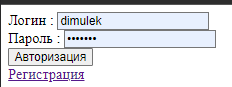 Логин : dimulek
Пароль : •••••••
Авторизация
Регистрация